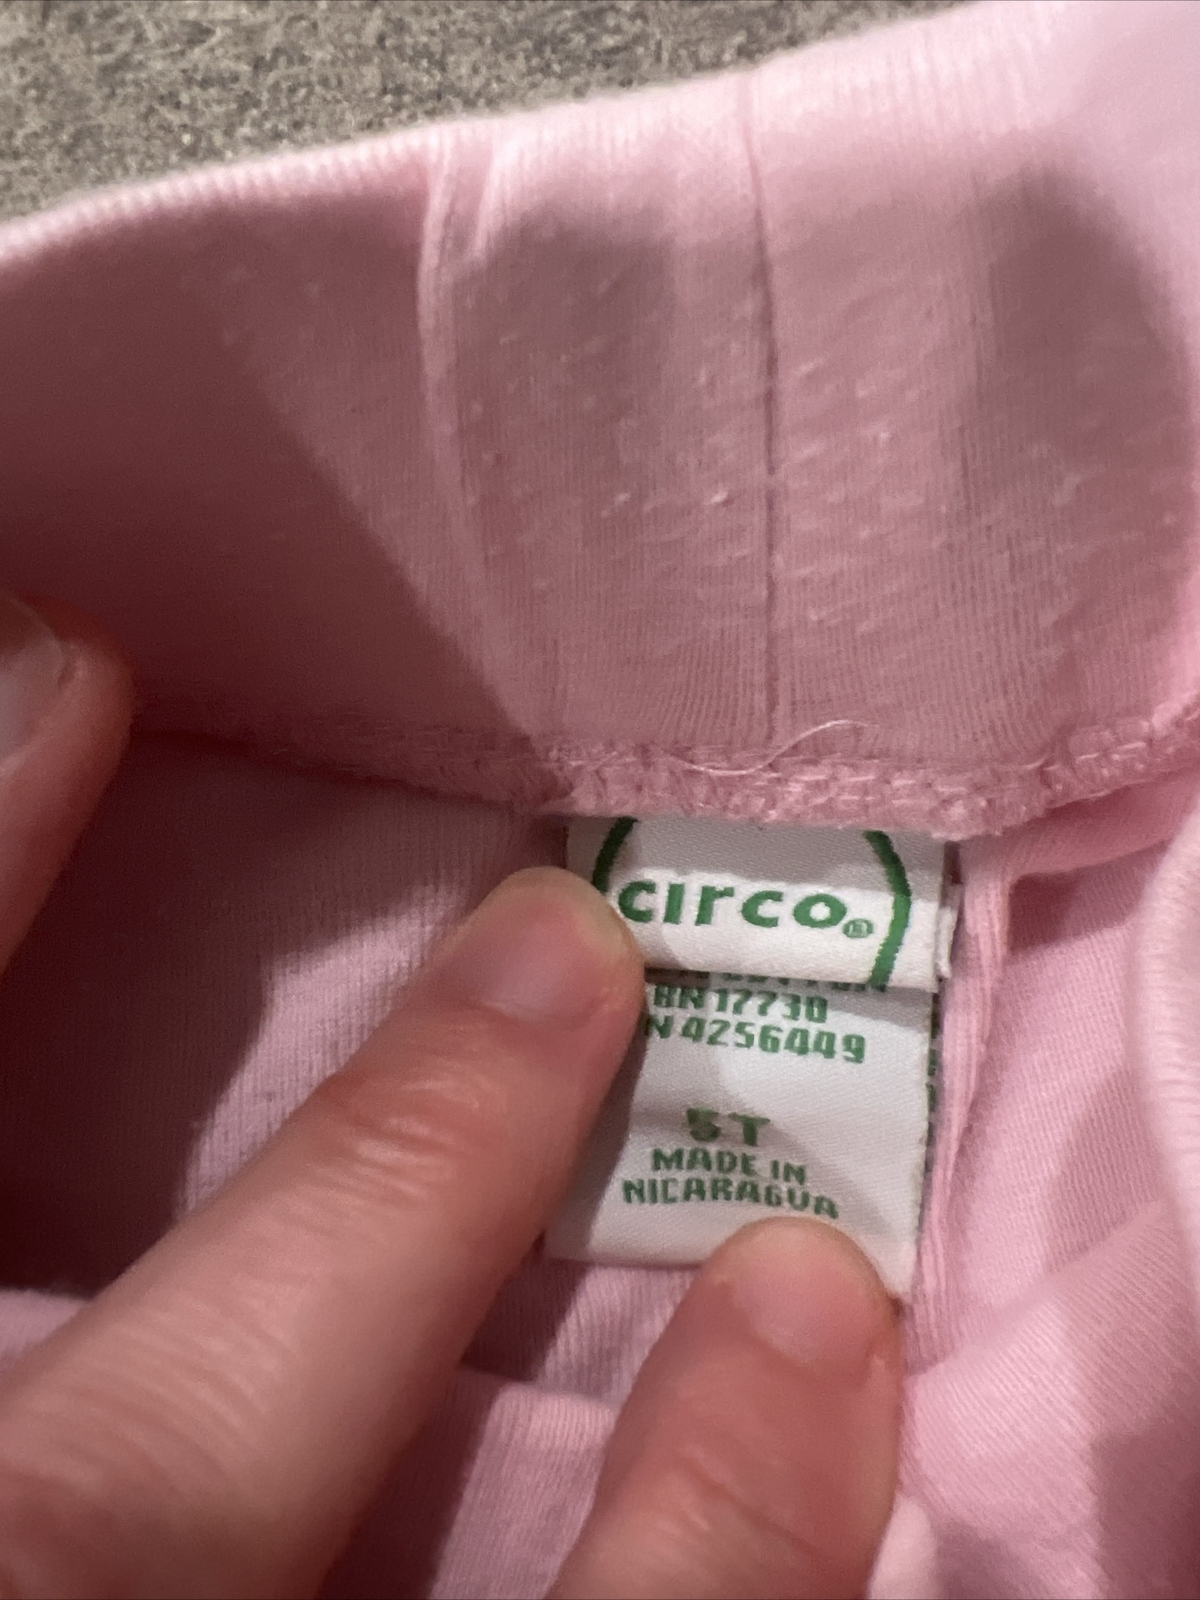 circo®
RN 17730
N 4256449
5T
MADE IN
NICARAGUA